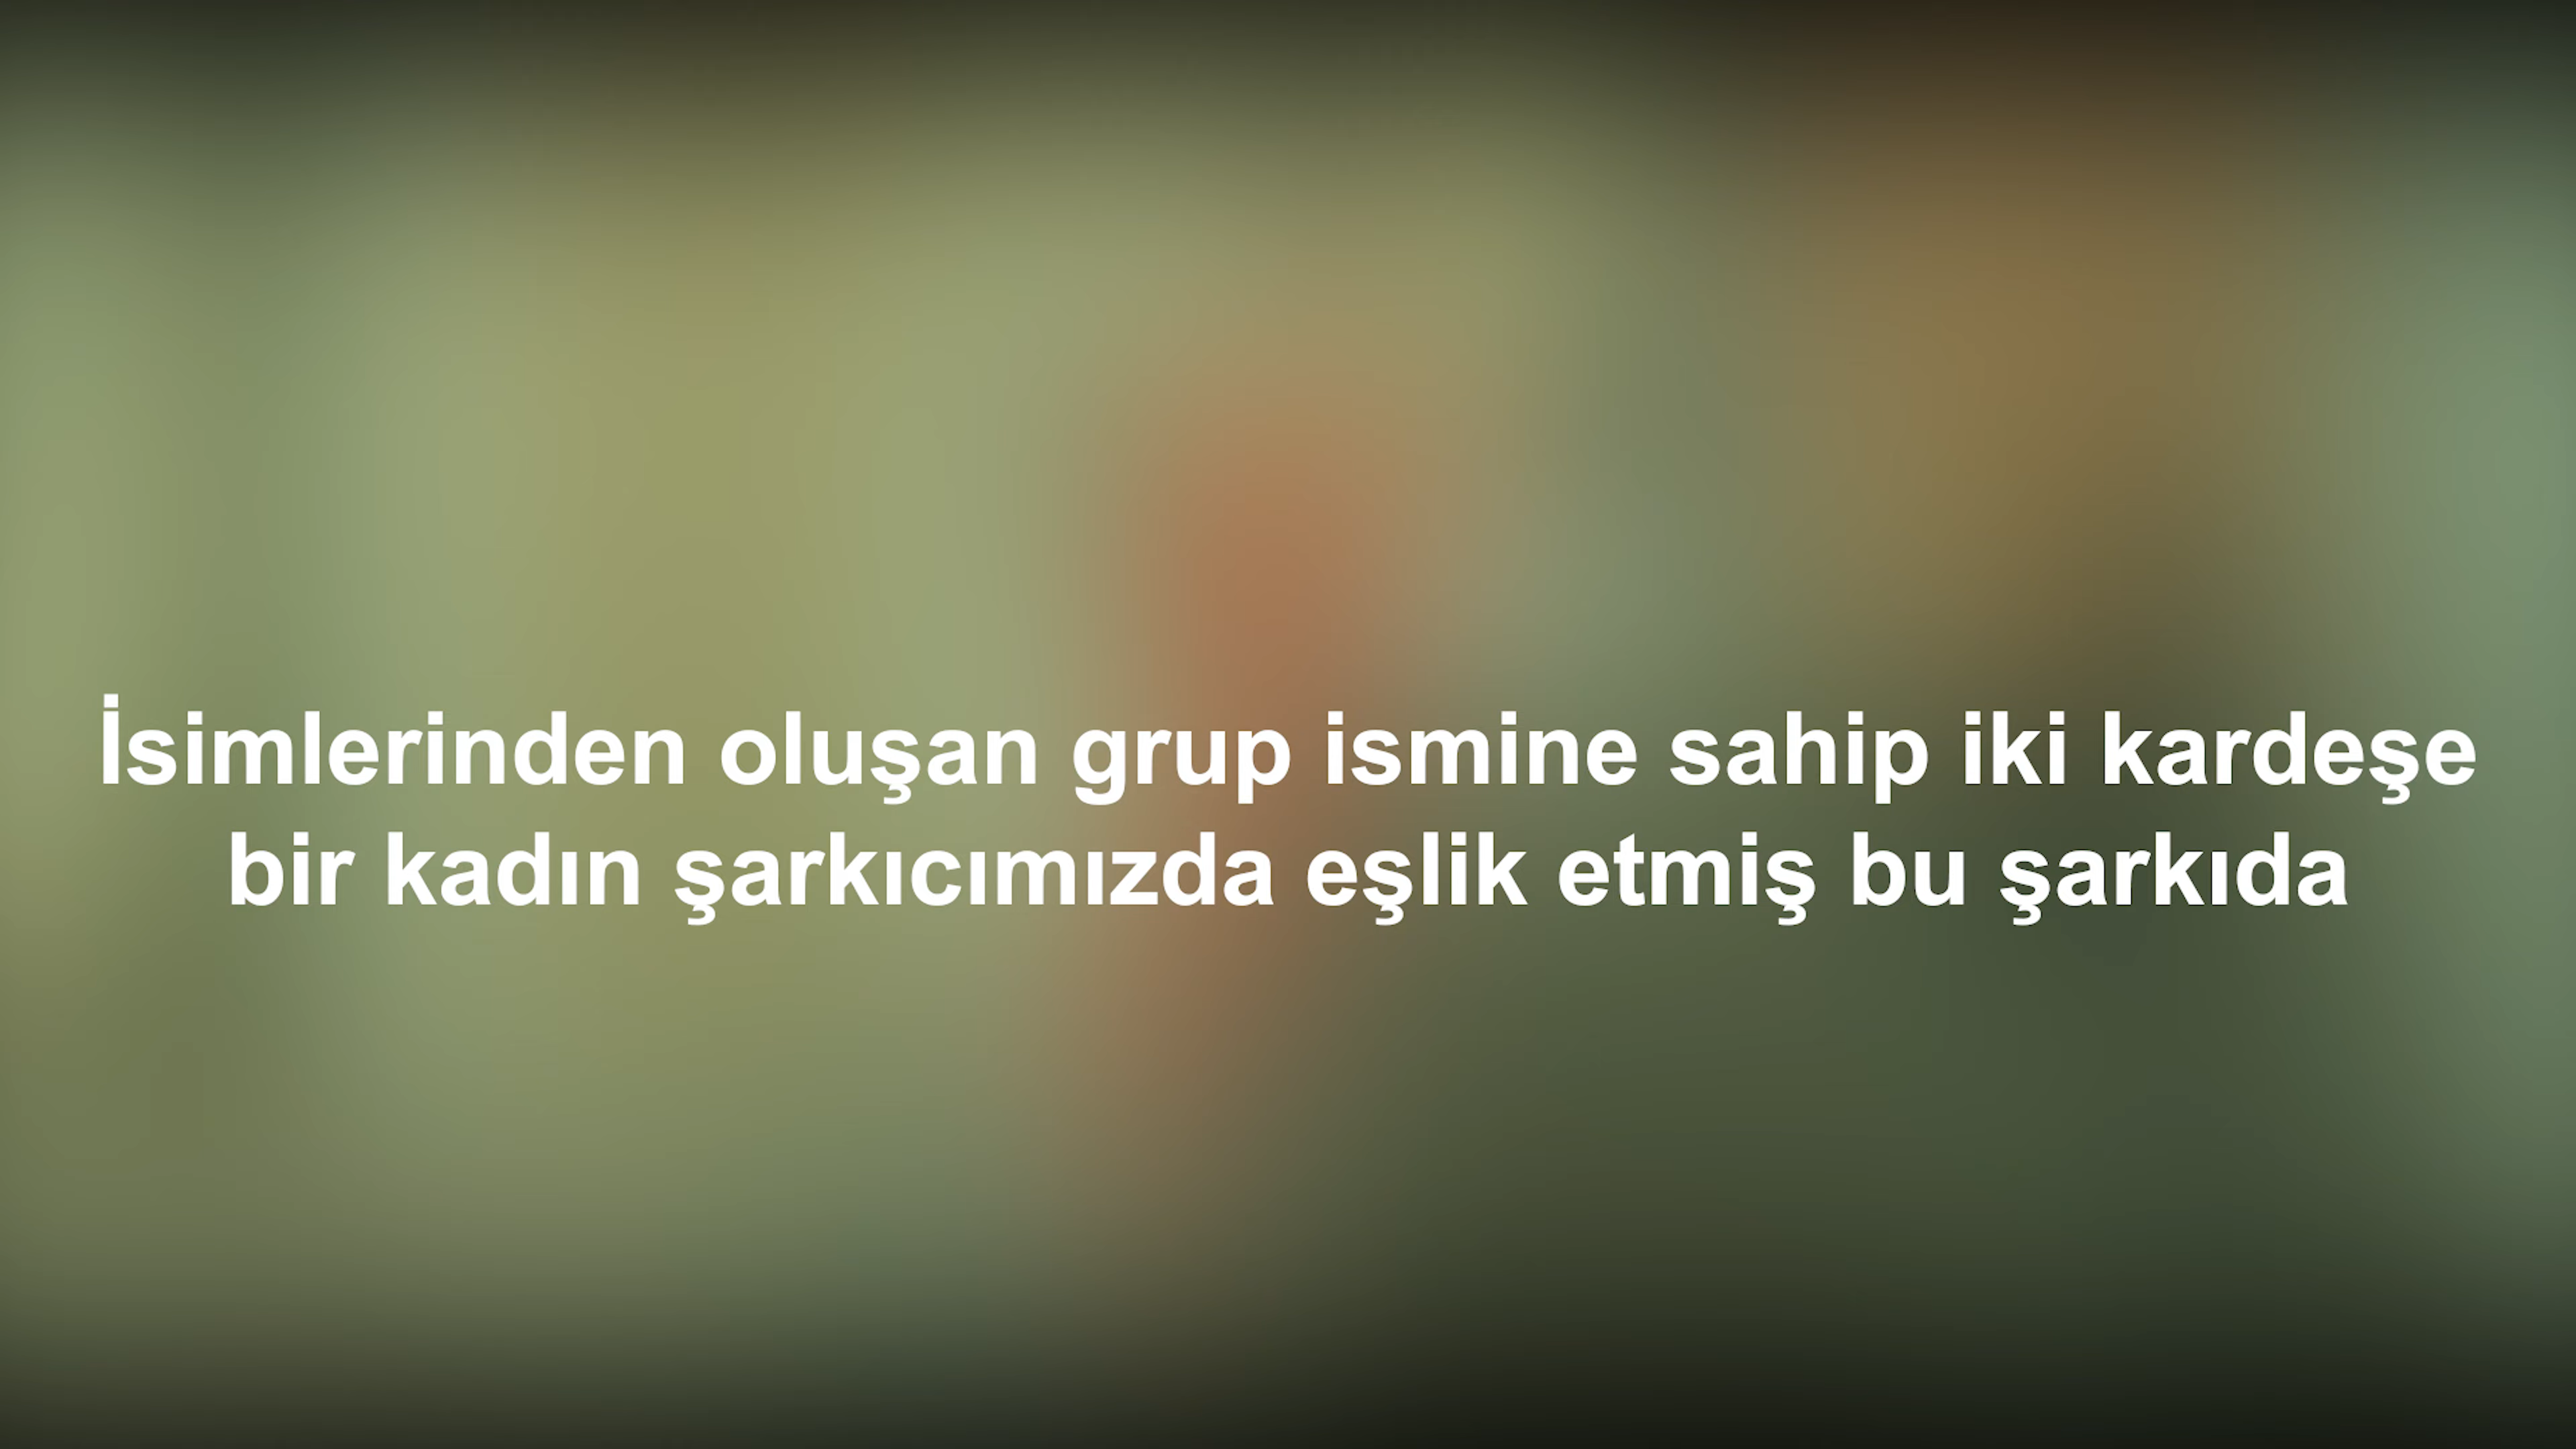 İsimlerinden oluşan grup ismine sahip iki kardeşe
bir kadın şarkıcımızda eşlik etmiş bu şarkıda